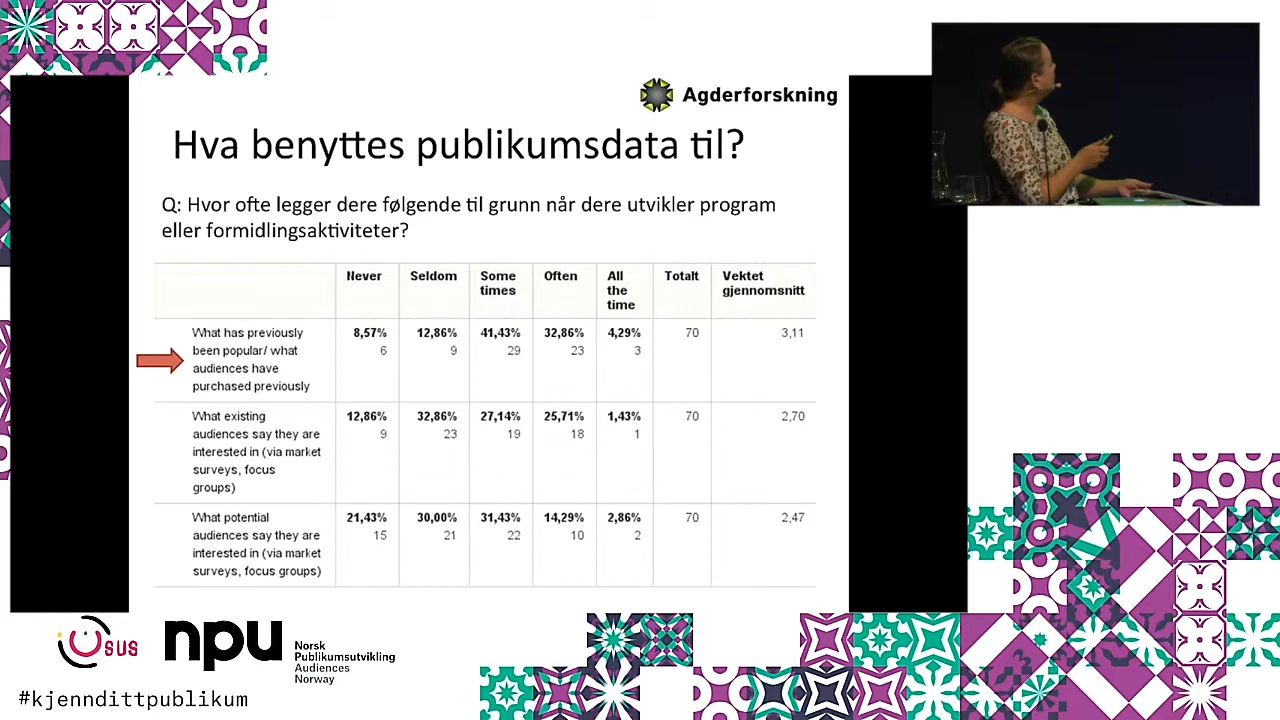 Agderforskning
Hva benyttes publikumsdata til?
Q: Hvor ofte legger dere følgende til grunn når dere utvikler program
eller formidlingsaktiviteter?
Never Seldom Some times Often All the time Totalt Vektet gjennomsnitt
What has previously 8,57% 12,86% 41,43% 32,86% 4,29% 70 3,11
been popular/ what 6 9 29 23 3
audiences have
purchased previously
What existing 12,86% 32,86% 27,14% 25,71% 1,43% 70 2,70
audiences say they are 9 23 19 18 1
interested in (via market
surveys, focus
groups)
What potential 21,43% 30,00% 31,43% 14,29% 2,86% 70 2,47
audiences say they are 15 21 22 10 2
interested in (via market
surveys, focus groups)
usus
npu
Norsk
Publikumsutvikling
Audiences
Norway
#kjennditтpublikum